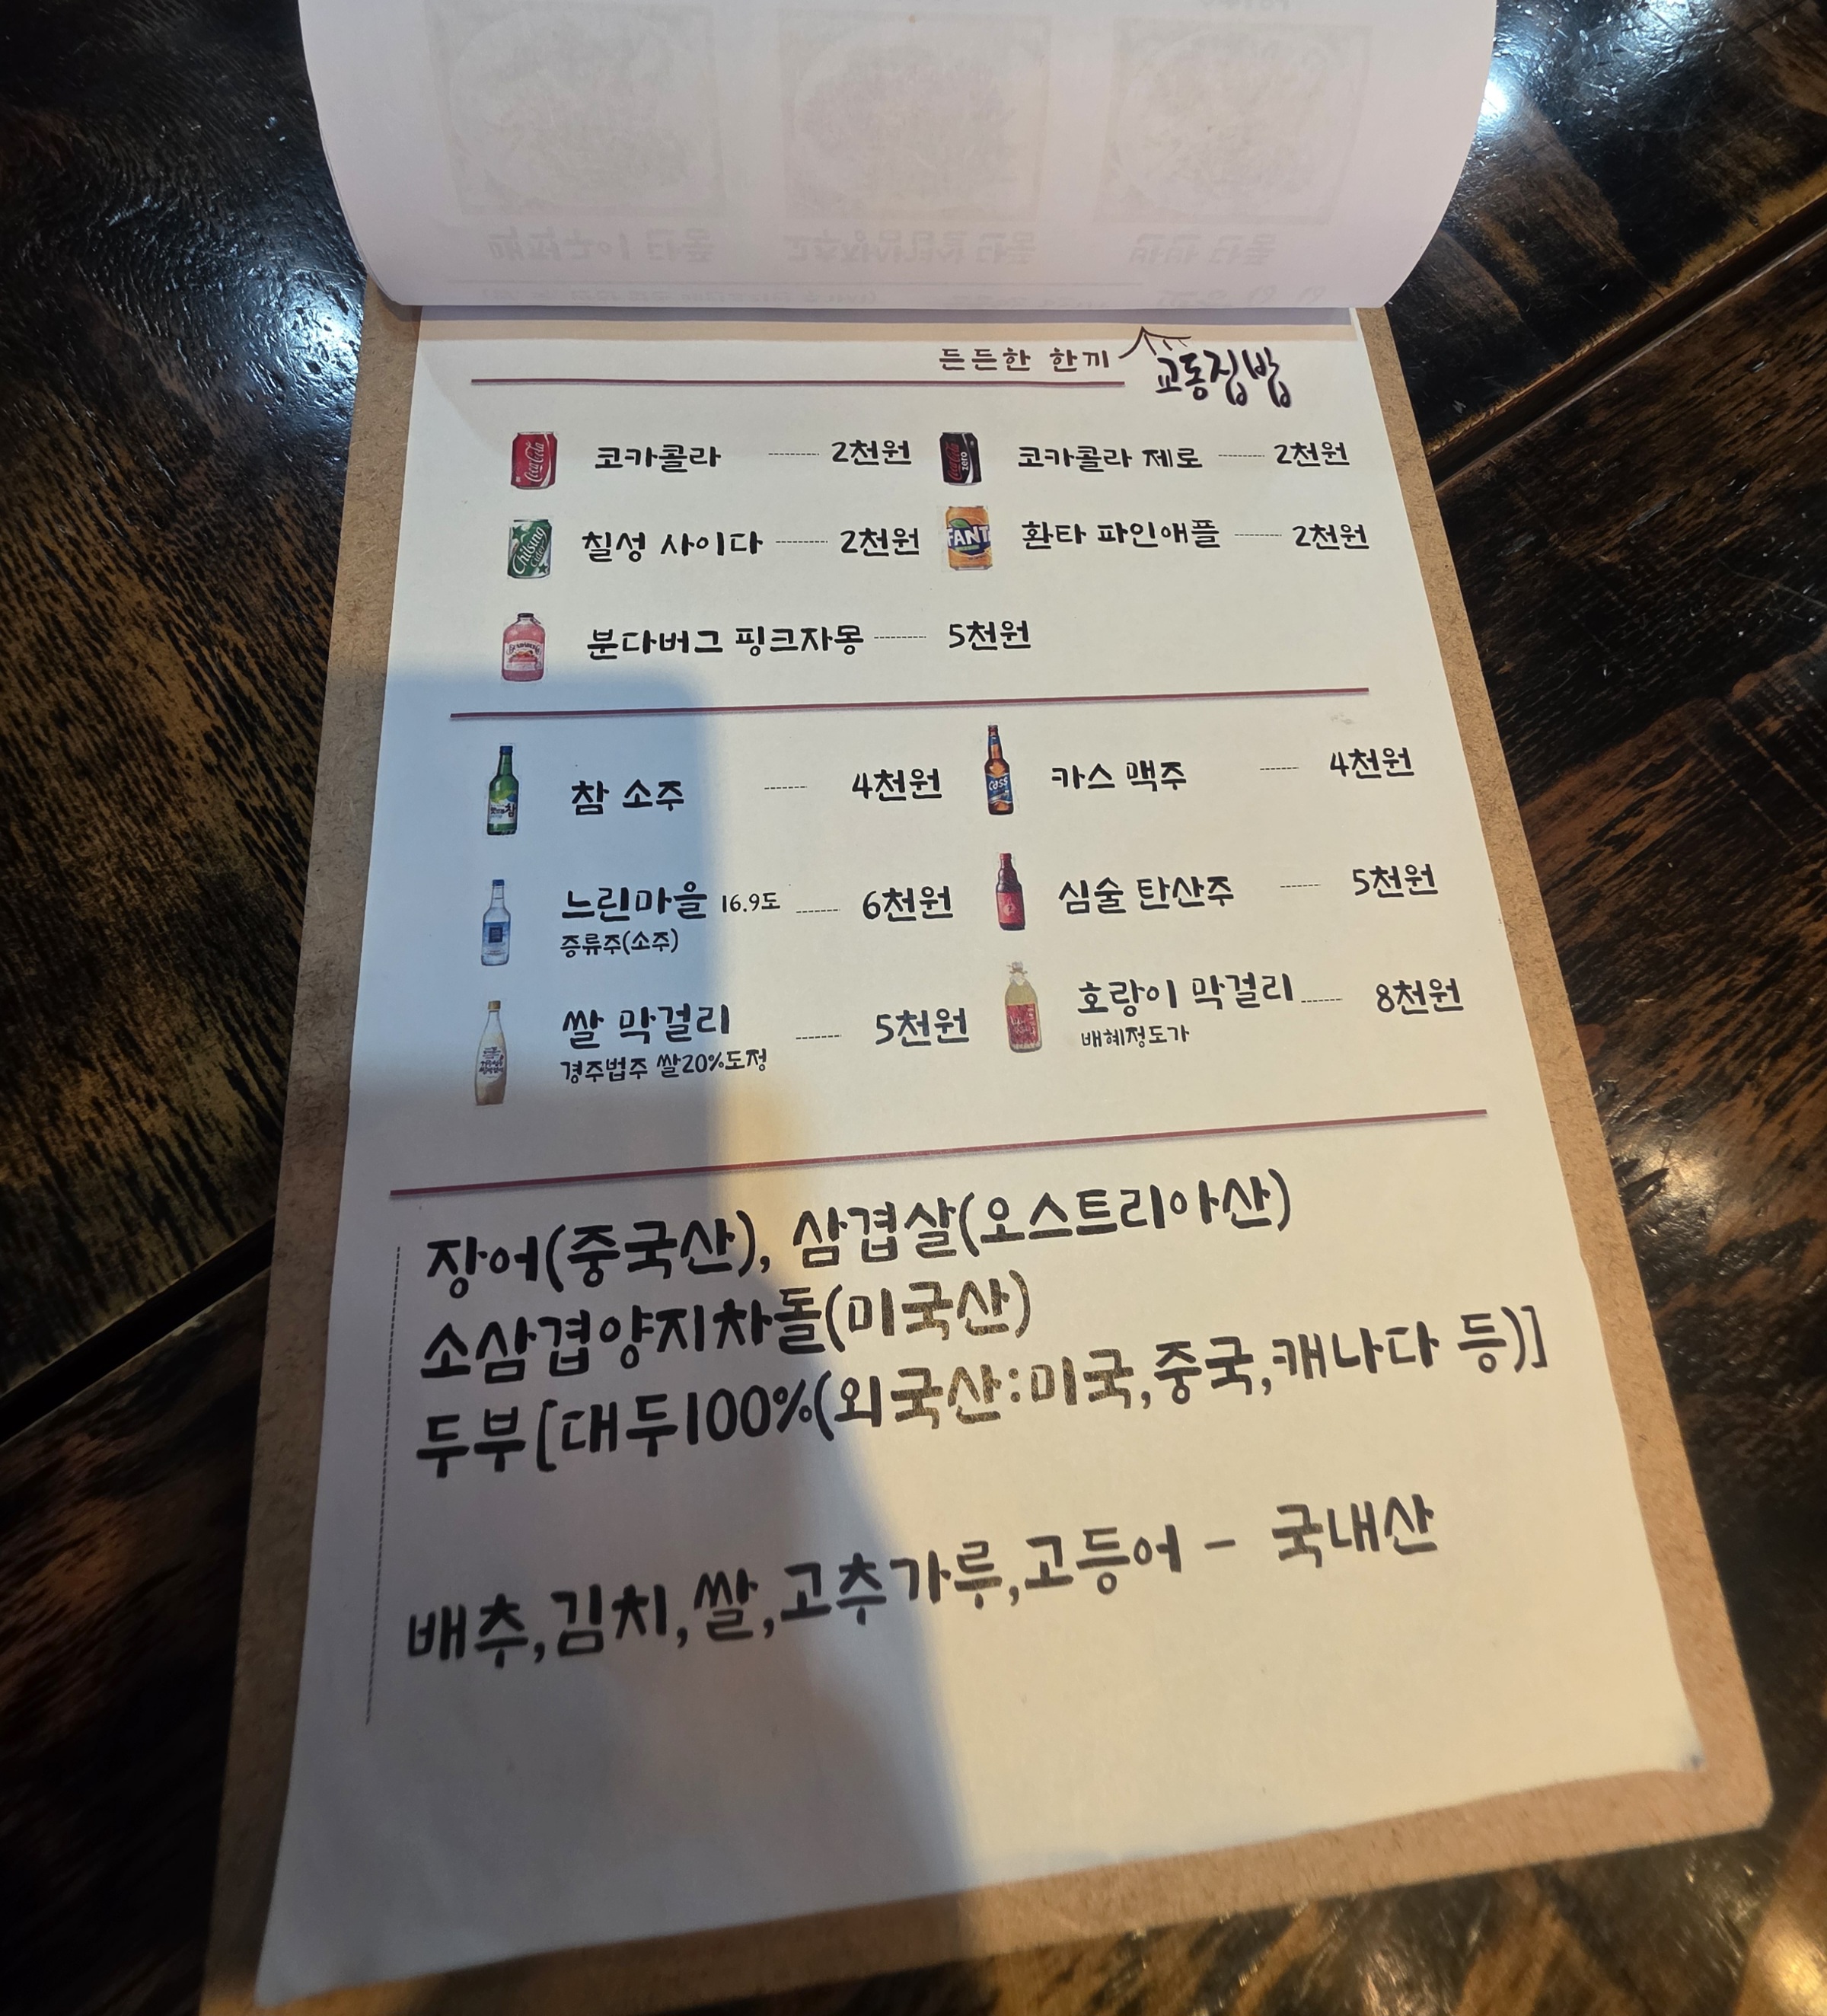 든든한 한끼 교동집밥
코카콜라 2천원 코카콜라 제로 2천원
칠성 사이다 2천원 환타 파인애플 2천원
분다버그 핑크자몽 5천원
참 소주 4천원 카스 맥주 4천원
느린마을 16.9도 6천원 심술 탄산주 5천원
증류주(소주)
쌀 막걸리 5천원 호랑이 막걸리 8천원
경주법주 쌀20%도정 배혜정도가
장어(중국산), 삼겹살(오스트리아산)
소삼겹양지차돌(미국산)
두부[대두100%(외국산:미국,중국,캐나다 등)]
배추,김치,쌀,고추가루,고등어 - 국내산